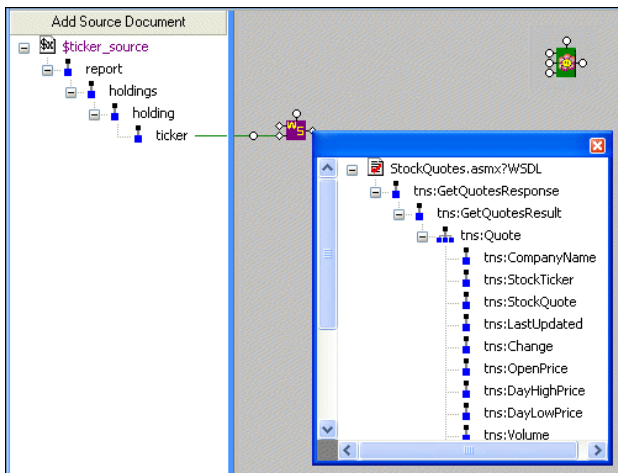 Add Source Document
$x $ticker_source
report
holdings
holding
ticker
WS
StockQuotes.asmx?WSDL
tns:GetQuotesResponse
tns:GetQuotesResult
tns:Quote
tns:CompanyName
tns:StockTicker
tns:StockQuote
tns:LastUpdated
tns:Change
tns:OpenPrice
tns:DayHighPrice
tns:DayLowPrice
tns:Volume